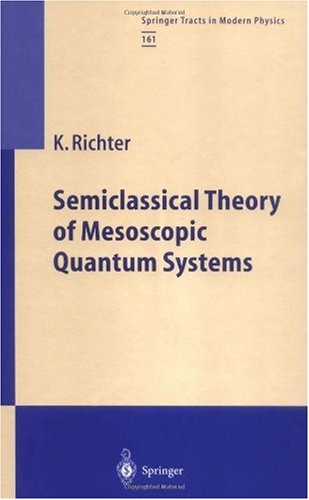 Springer Tracts in Modern Physics
161
K. Richter
Semiclassical Theory
of Mesoscopic
Quantum Systems
Springer